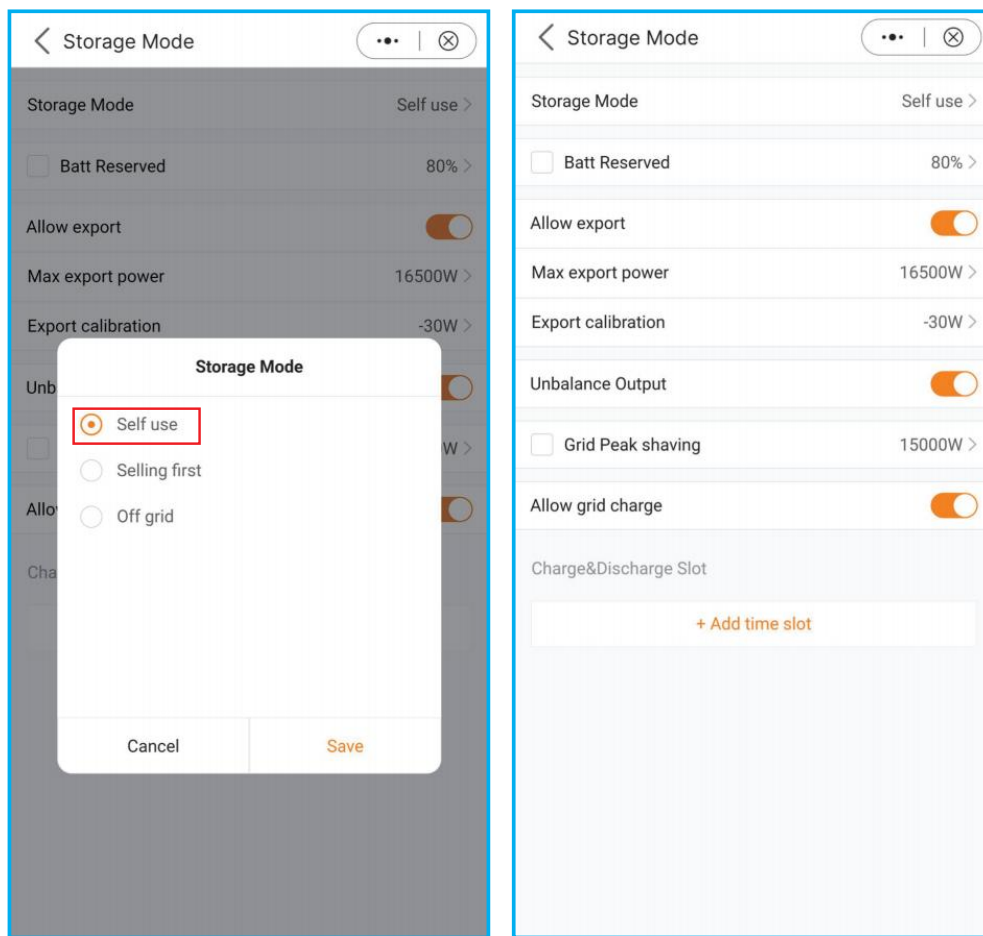 Storage Mode
Storage Mode Self use >
Batt Reserved 80% >
Allow export
Max export power 16500W >
Export calibration -30W >
Storage Mode
Unb
Self use
W >
Selling first
Allo
Off grid
Cha
Cancel Save
Storage Mode
Storage Mode Self use >
Batt Reserved 80% >
Allow export
Max export power 16500W >
Export calibration -30W >
Unbalance Output
Grid Peak shaving 15000W >
Allow grid charge
Charge&Discharge Slot
+ Add time slot